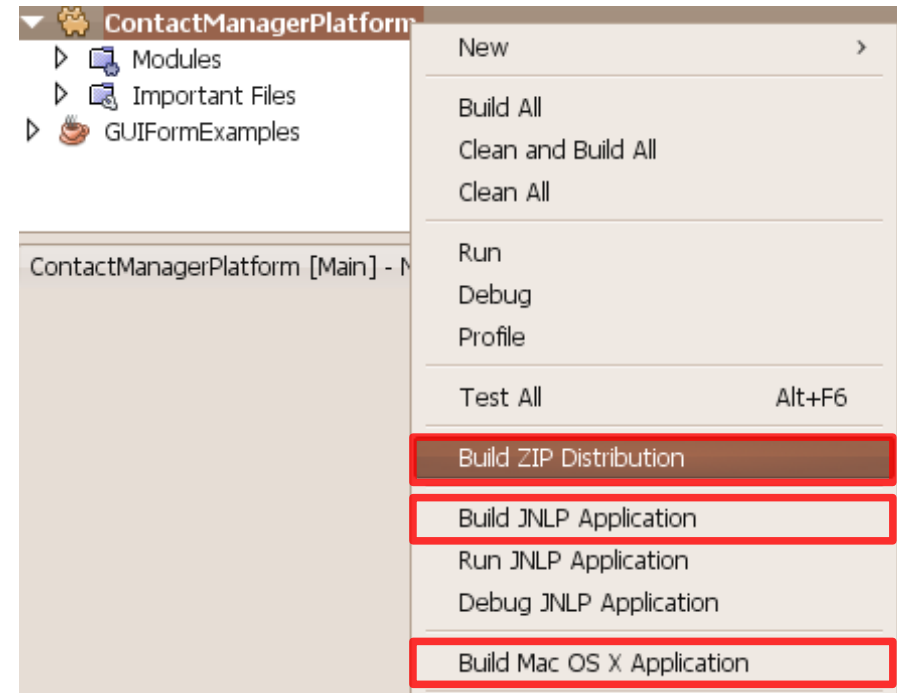 ContactManagerPlatform
Modules
Important Files
GUIFormExamples
ContactManagerPlatform [Main] -
New
Build All
Clean and Build All
Clean All
Run
Debug
Profile
Test All Alt+F6
Build ZIP Distribution
Build JNLP Application
Run JNLP Application
Debug JNLP Application
Build Mac OS X Application